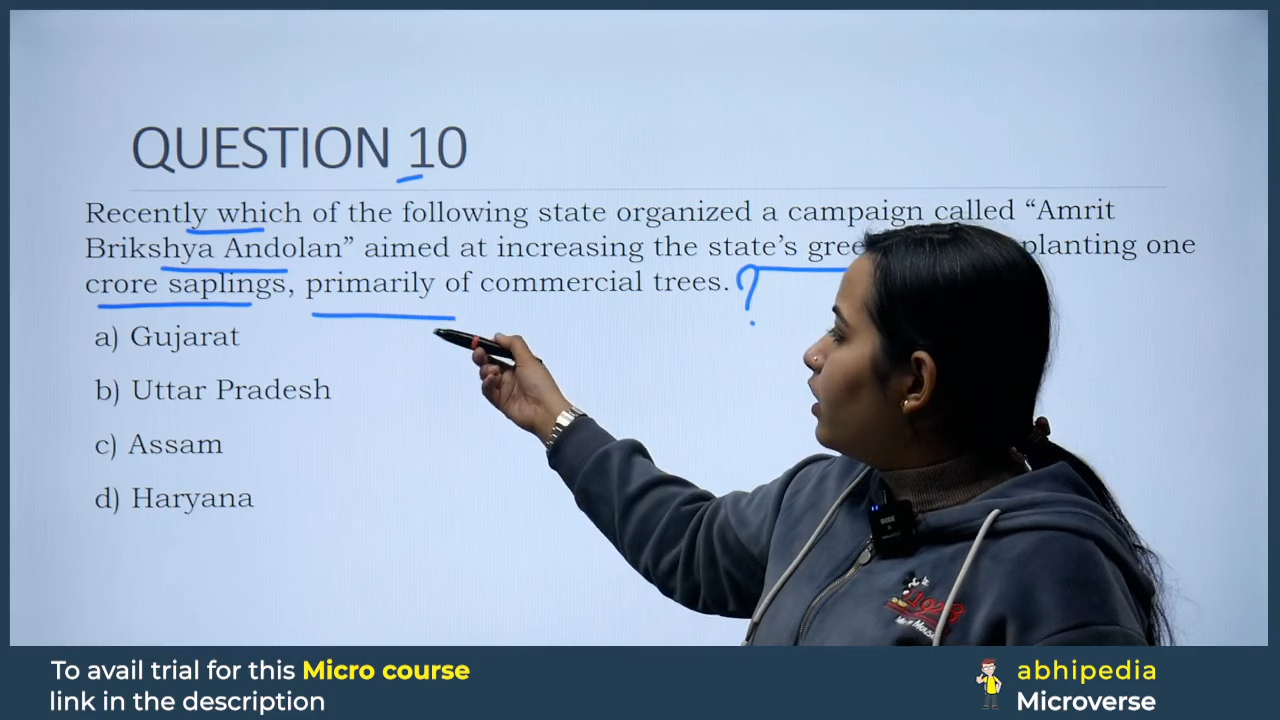 QUESTION 10
Recently which of the following state organized a campaign called “Amrit
Brikshya Andolan” aimed at increasing the state’s gree planting one
crore saplings, primarily of commercial trees. ?
a) Gujarat
b) Uttar Pradesh
c) Assam
d) Haryana
To avail trial for this Micro course
link in the description
abhipedia
Microverse